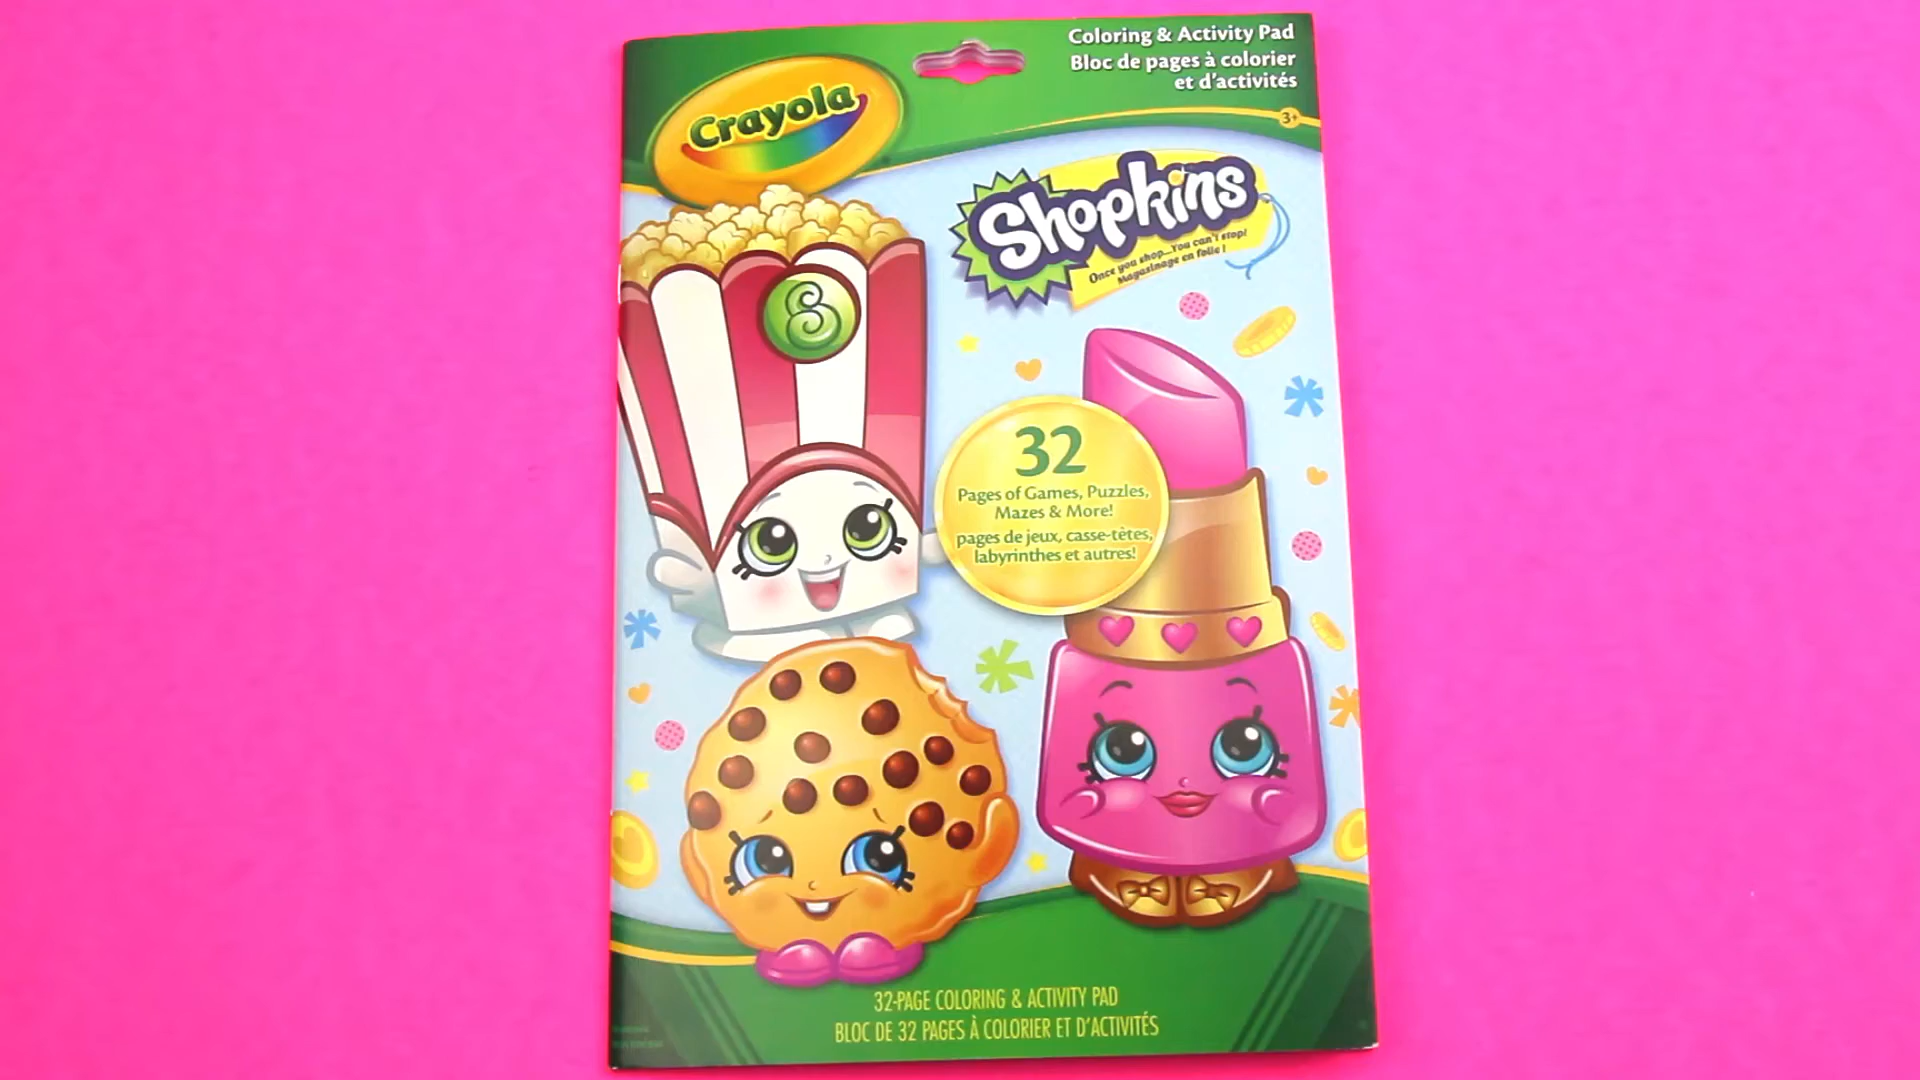 Coloring & Activity Pad
Bloc de pages à colorier
et d'activités
3+
Crayola
Shopkins
Once you shop...You can't stop!
Magasinage en folie !
S
32
Pages of Games, Puzzles,
Mazes & More!
pages de jeux, casse-têtes,
labyrinthes et autres!
32-PAGE COLORING & ACTIVITY PAD
BLOC DE 32 PAGES À COLORIER ET D'ACTIVITÉS